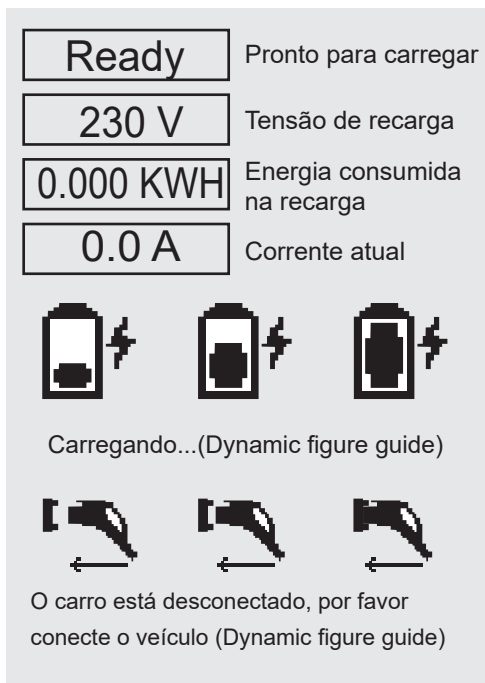 Ready Pronto para carregar
230 V Tensão de recarga
0.000 KWH Energia consumida
na recarga
0.0 A Corrente atual
Carregando...(Dynamic figure guide)
O carro está desconectado, por favor
conecte o veículo (Dynamic figure guide)